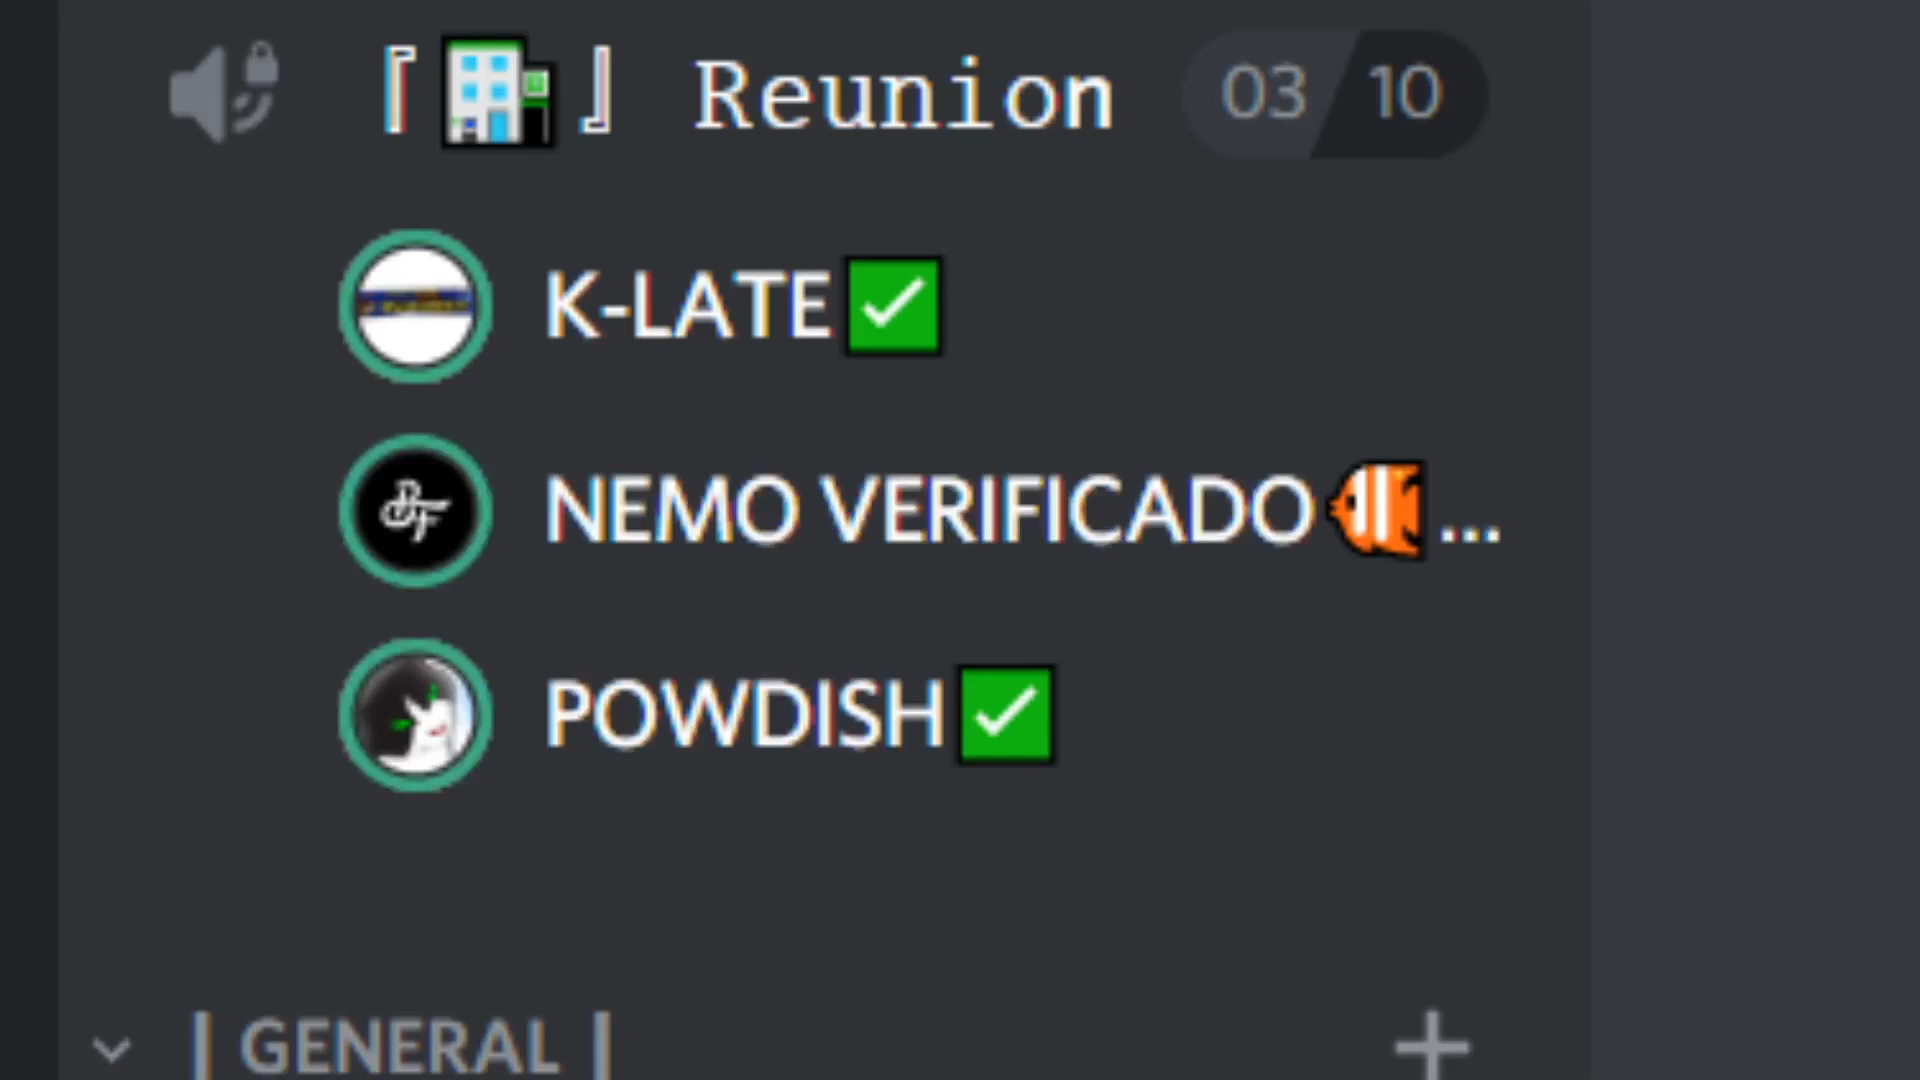 『🏢』 Reunion 03 10
K-LATE✅
NEMO VERIFICADO🐠...
POWDISH✅
| GENERAL |